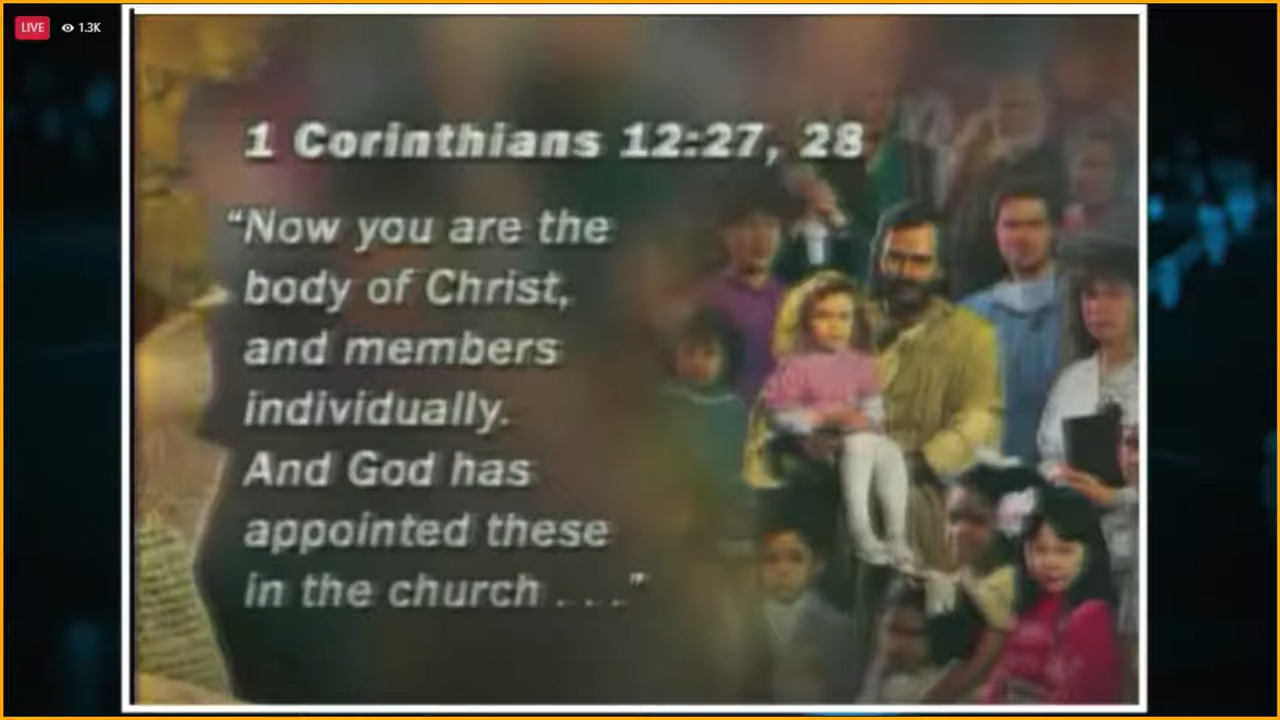 LIVE 1.3K
1 Corinthians 12:27, 28
“Now you are the
body of Christ,
and members
individually.
And God has
appointed these
in the church . . .”